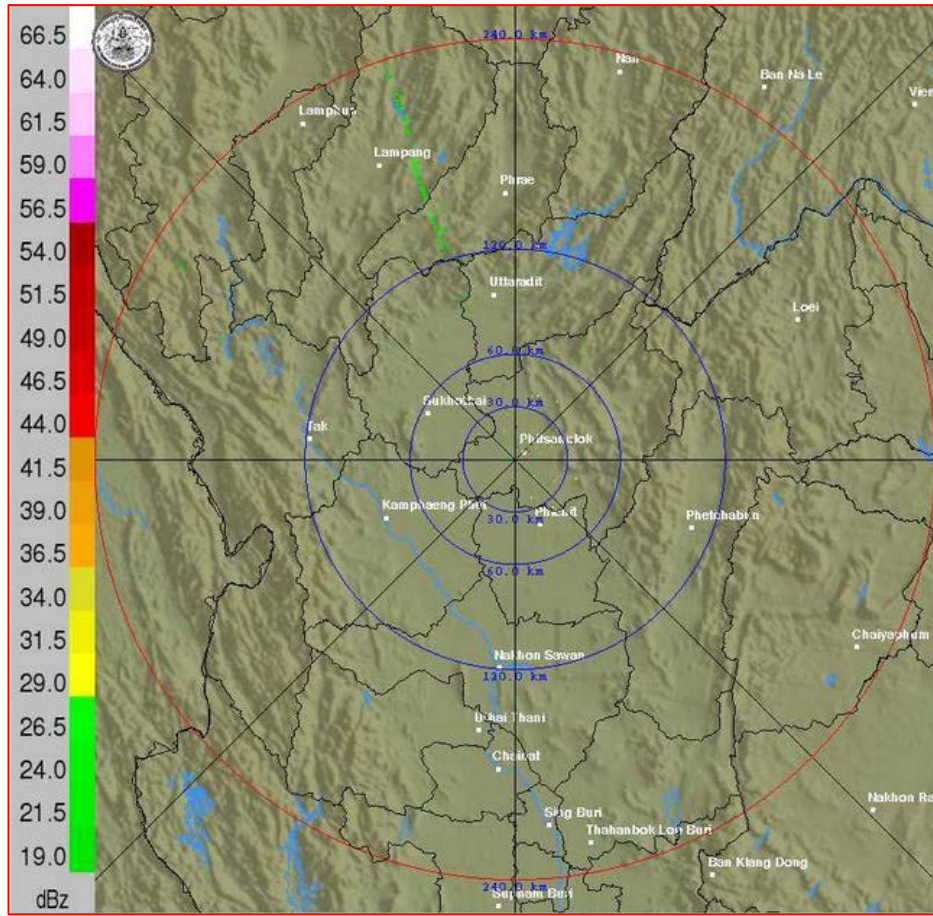 66.5
64.0
61.5
59.0
56.5
54.0
51.5
49.0
46.5
44.0
41.5
39.0
36.5
34.0
31.5
29.0
26.5
24.0
21.5
19.0
dBz
240.0 km
Nan
Ban Na Le
Vien
Lamphun
Lampang
Phrae
120.0 km
Uttaradit
Loei
60.0 km
Sukhothai
30.0 km
Tak
Phitsanulok
Kamphaeng Phet
Phichit
Phetchabun
30.0 km
60.0 km
Chaiyaphum
Nakhon Sawan
120.0 km
Uthai Thani
Chainat
Sing Buri
Nakhon Ra
Thahanbok Lop Buri
Ban Klang Dong
240.0 km
Suphan Buri